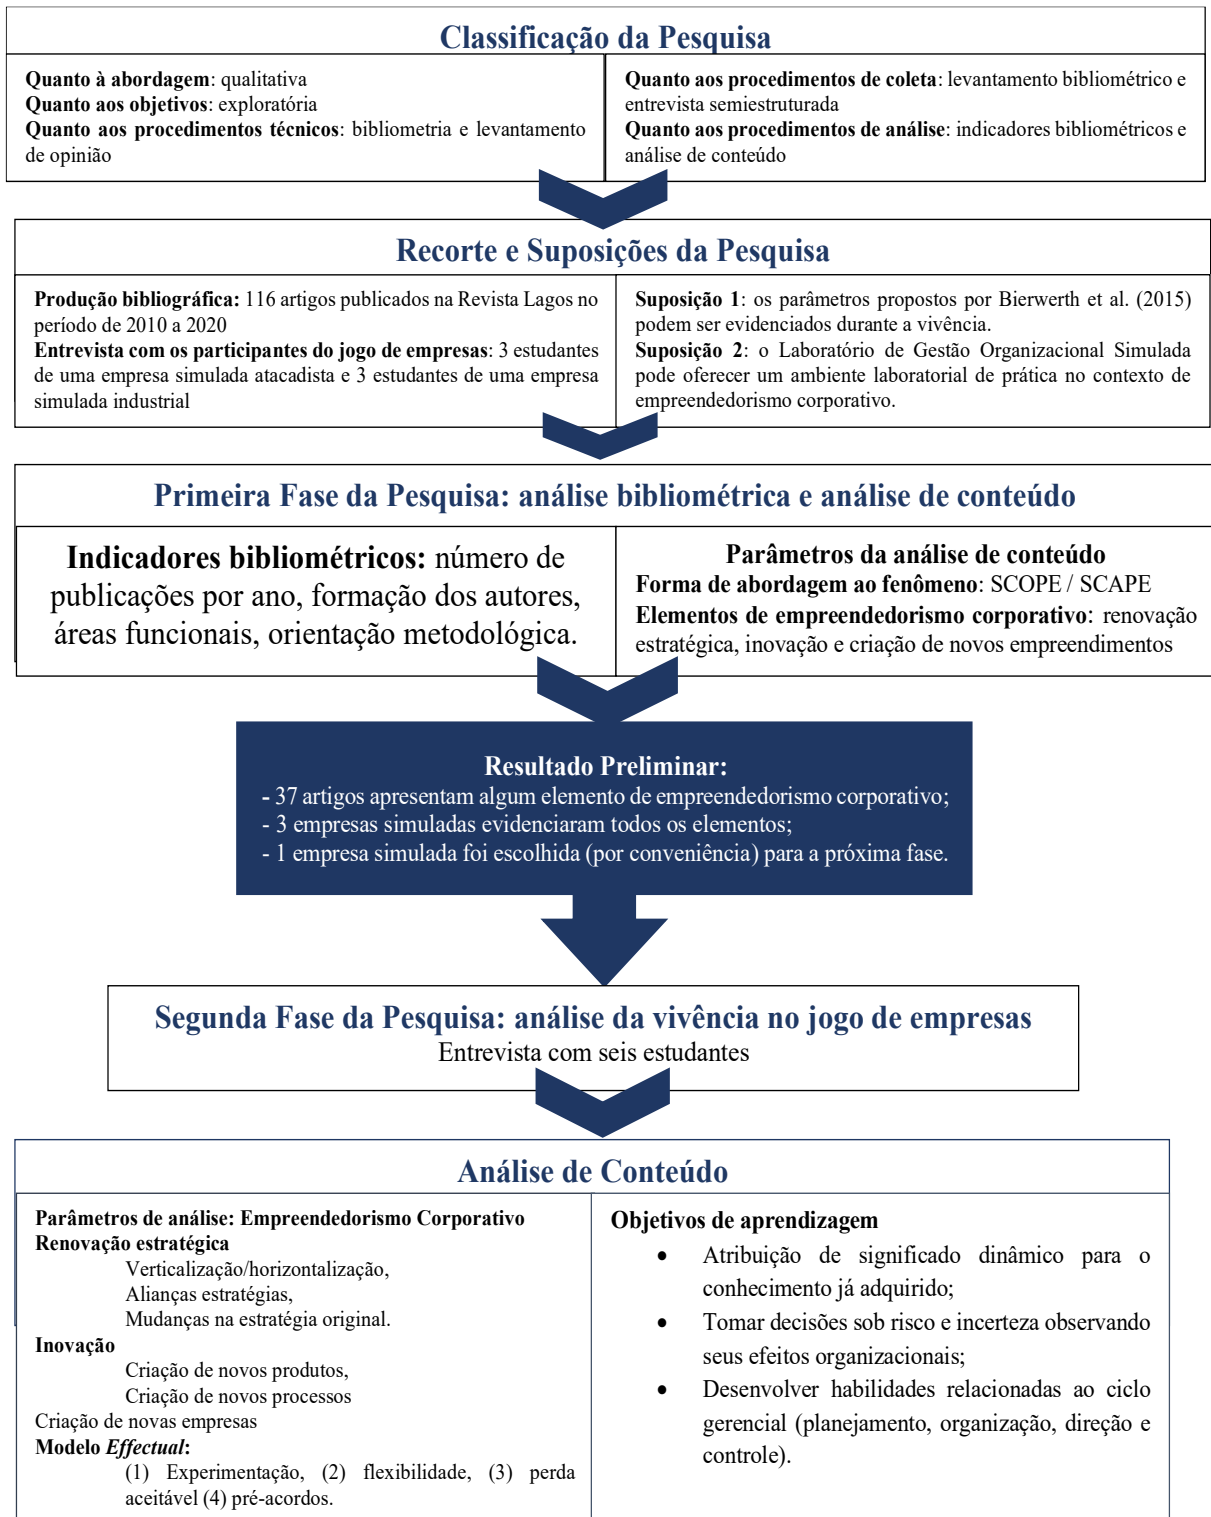 Classificação da Pesquisa
Quanto à abordagem: qualitativa
Quanto aos objetivos: exploratória
Quanto aos procedimentos técnicos: bibliometria e levantamento
de opinião
Quanto aos procedimentos de coleta: levantamento bibliométrico e
entrevista semiestruturada
Quanto aos procedimentos de análise: indicadores bibliométricos e
análise de conteúdo
Recorte e Suposições da Pesquisa
Produção bibliográfica: 116 artigos publicados na Revista Lagos no
período de 2010 a 2020
Entrevista com os participantes do jogo de empresas: 3 estudantes
de uma empresa simulada atacadista e 3 estudantes de uma empresa
simulada industrial
Suposição 1: os parâmetros propostos por Bierwerth et al. (2015)
podem ser evidenciados durante a vivência.
Suposição 2: o Laboratório de Gestão Organizacional Simulada
pode oferecer um ambiente laboratorial de prática no contexto de
empreendedorismo corporativo.
Primeira Fase da Pesquisa: análise bibliométrica e análise de conteúdo
Indicadores bibliométricos: número de
publicações por ano, formação dos autores,
áreas funcionais, orientação metodológica.
Parâmetros da análise de conteúdo
Forma de abordagem ao fenômeno: SCOPE / SCAPE
Elementos de empreendedorismo corporativo: renovação
estratégica, inovação e criação de novos empreendimentos
Resultado Preliminar:
- 37 artigos apresentam algum elemento de empreendedorismo corporativo;
- 3 empresas simuladas evidenciaram todos os elementos;
- 1 empresa simulada foi escolhida (por conveniência) para a próxima fase.
Segunda Fase da Pesquisa: análise da vivência no jogo de empresas
Entrevista com seis estudantes
Análise de Conteúdo
Parâmetros de análise: Empreendedorismo Corporativo
Renovação estratégica
Verticalização/horizontalização,
Alianças estratégias,
Mudanças na estratégia original.
Inovação
Criação de novos produtos,
Criação de novos processos
Criação de novas empresas
Modelo Effectual:
(1) Experimentação, (2) flexibilidade, (3) perda
aceitável (4) pré-acordos.
Objetivos de aprendizagem
• Atribuição de significado dinâmico para o
conhecimento já adquirido;
• Tomar decisões sob risco e incerteza observando
seus efeitos organizacionais;
• Desenvolver habilidades relacionadas ao ciclo
gerencial (planejamento, organização, direção e
controle).